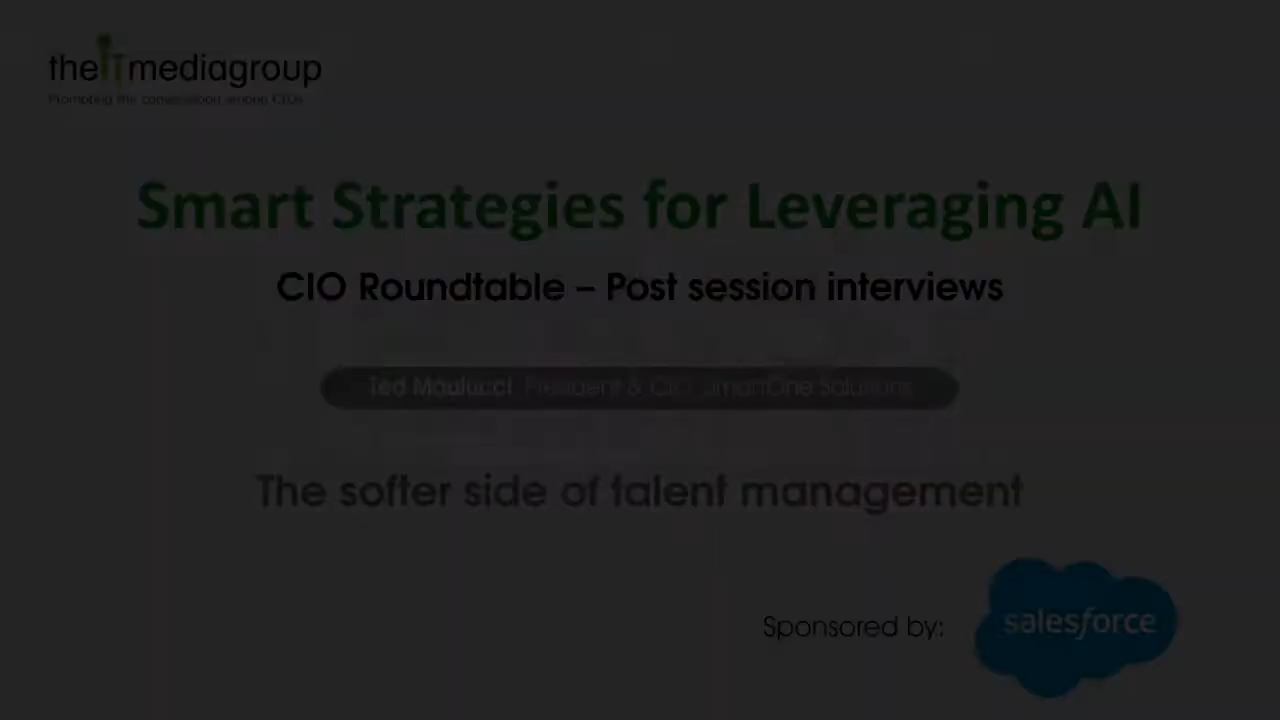 theITmediagroup
Promoting the conversation among CIOs
Smart Strategies for Leveraging AI
CIO Roundtable – Post session interviews
Ted Maulucci, President & CIO, SmartOne Solutions
The softer side of talent management
Sponsored by:
salesforce